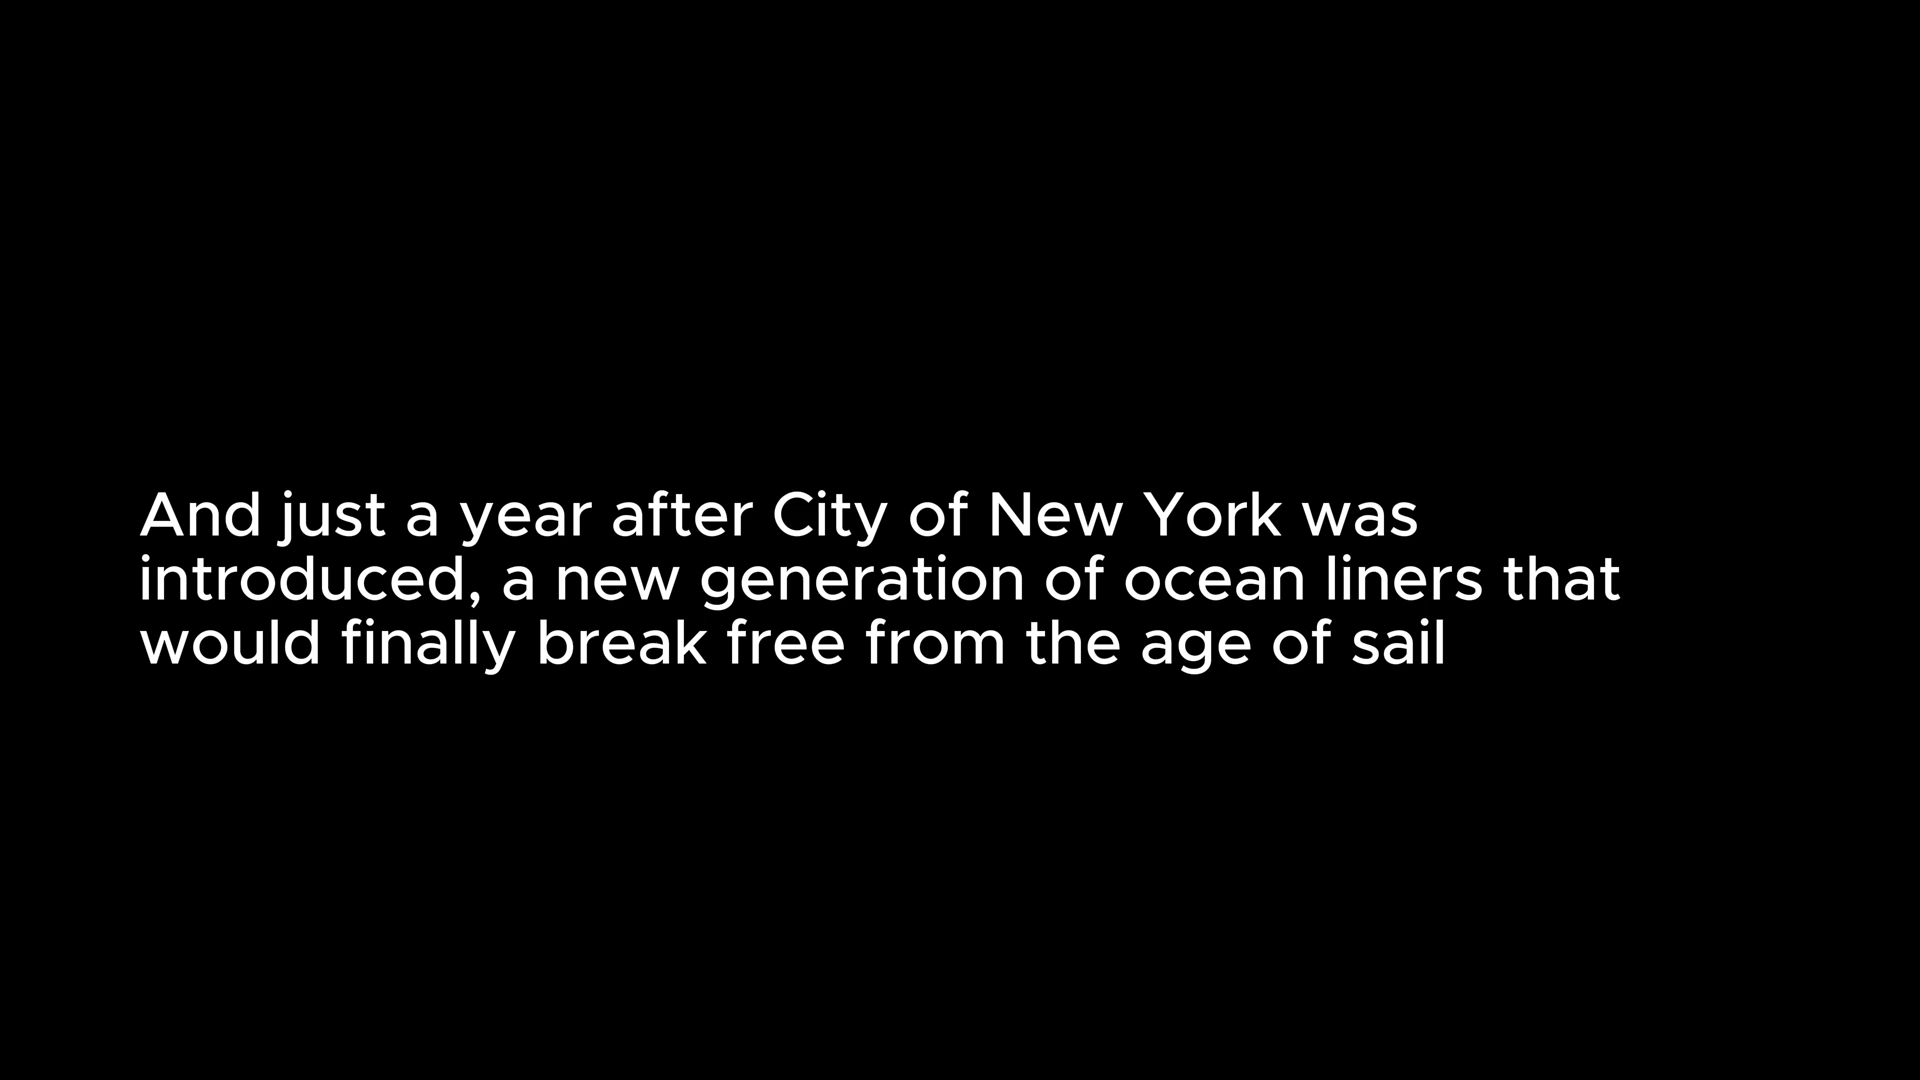 And just a year after City of New York was
introduced, a new generation of ocean liners that
would finally break free from the age of sail